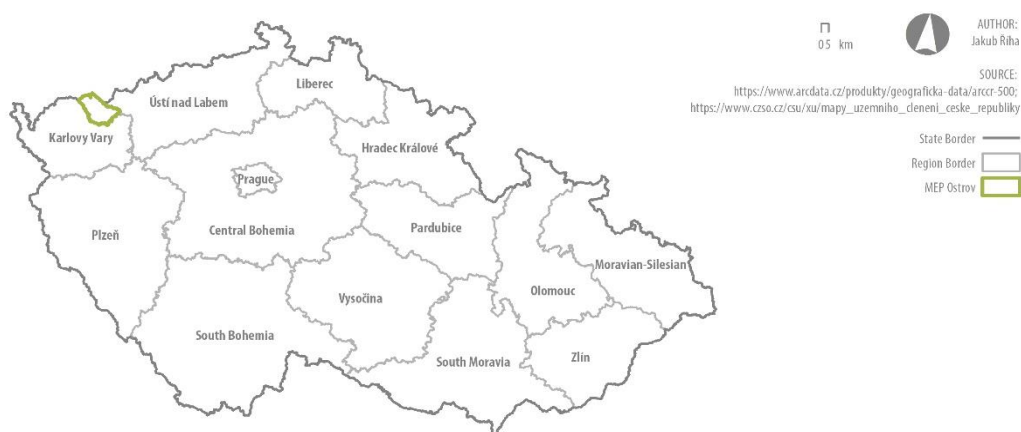 05 km
AUTHOR:
Jakub Říha
SOURCE:
https://www.arcdata.cz/produkty/geograficka-data/arccr-500;
https://www.czso.cz/csu/xu/mapy_uzemniho_cleneni_ceske_republiky
State Border
Region Border
MEP Ostrov
Liberec
Ústí nad Labem
Karlovy Vary
Hradec Králové
Prague
Plzeň
Central Bohemia
Pardubice
Moravian-Silesian
Olomouc
Vysočina
South Bohemia
South Moravia
Zlín